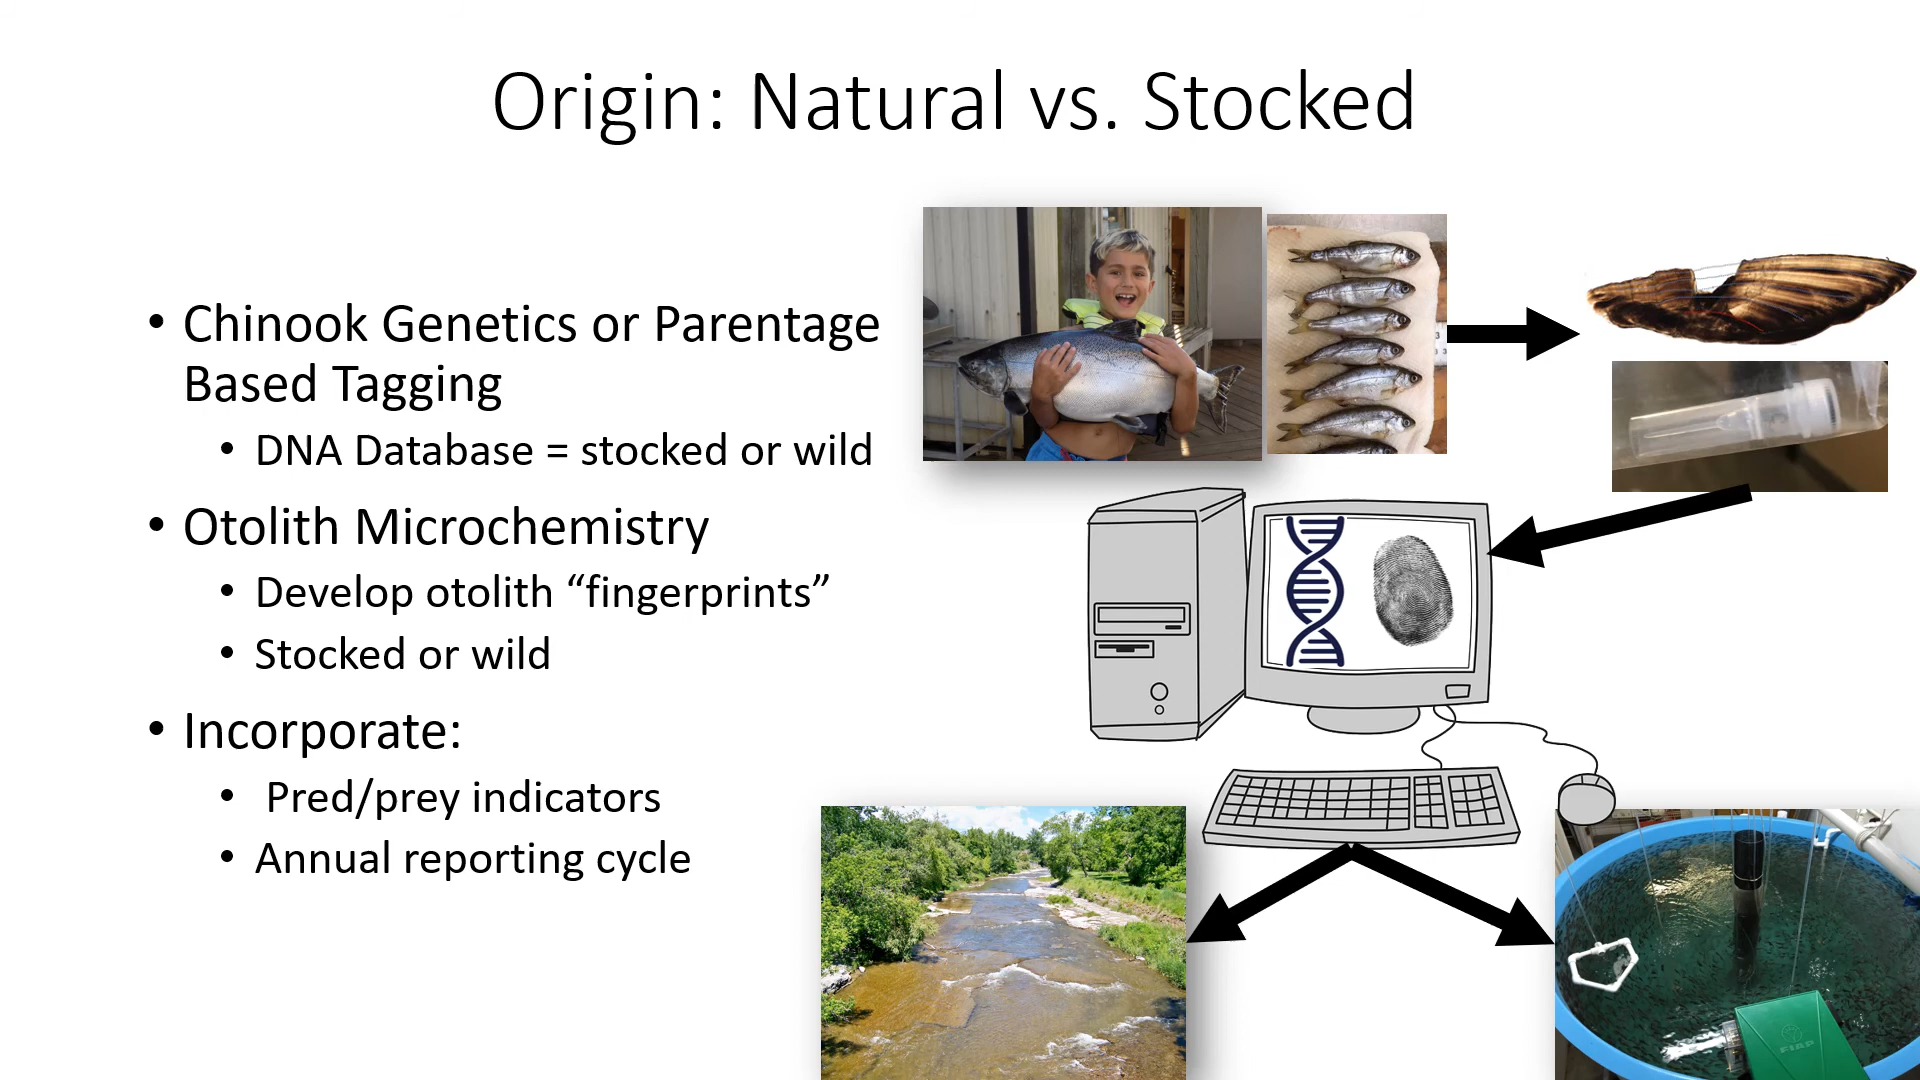 Origin: Natural vs. Stocked
• Chinook Genetics or Parentage
Based Tagging
• DNA Database = stocked or wild
• Otolith Microchemistry
• Develop otolith “fingerprints”
• Stocked or wild
• Incorporate:
• Pred/prey indicators
• Annual reporting cycle
FIAP